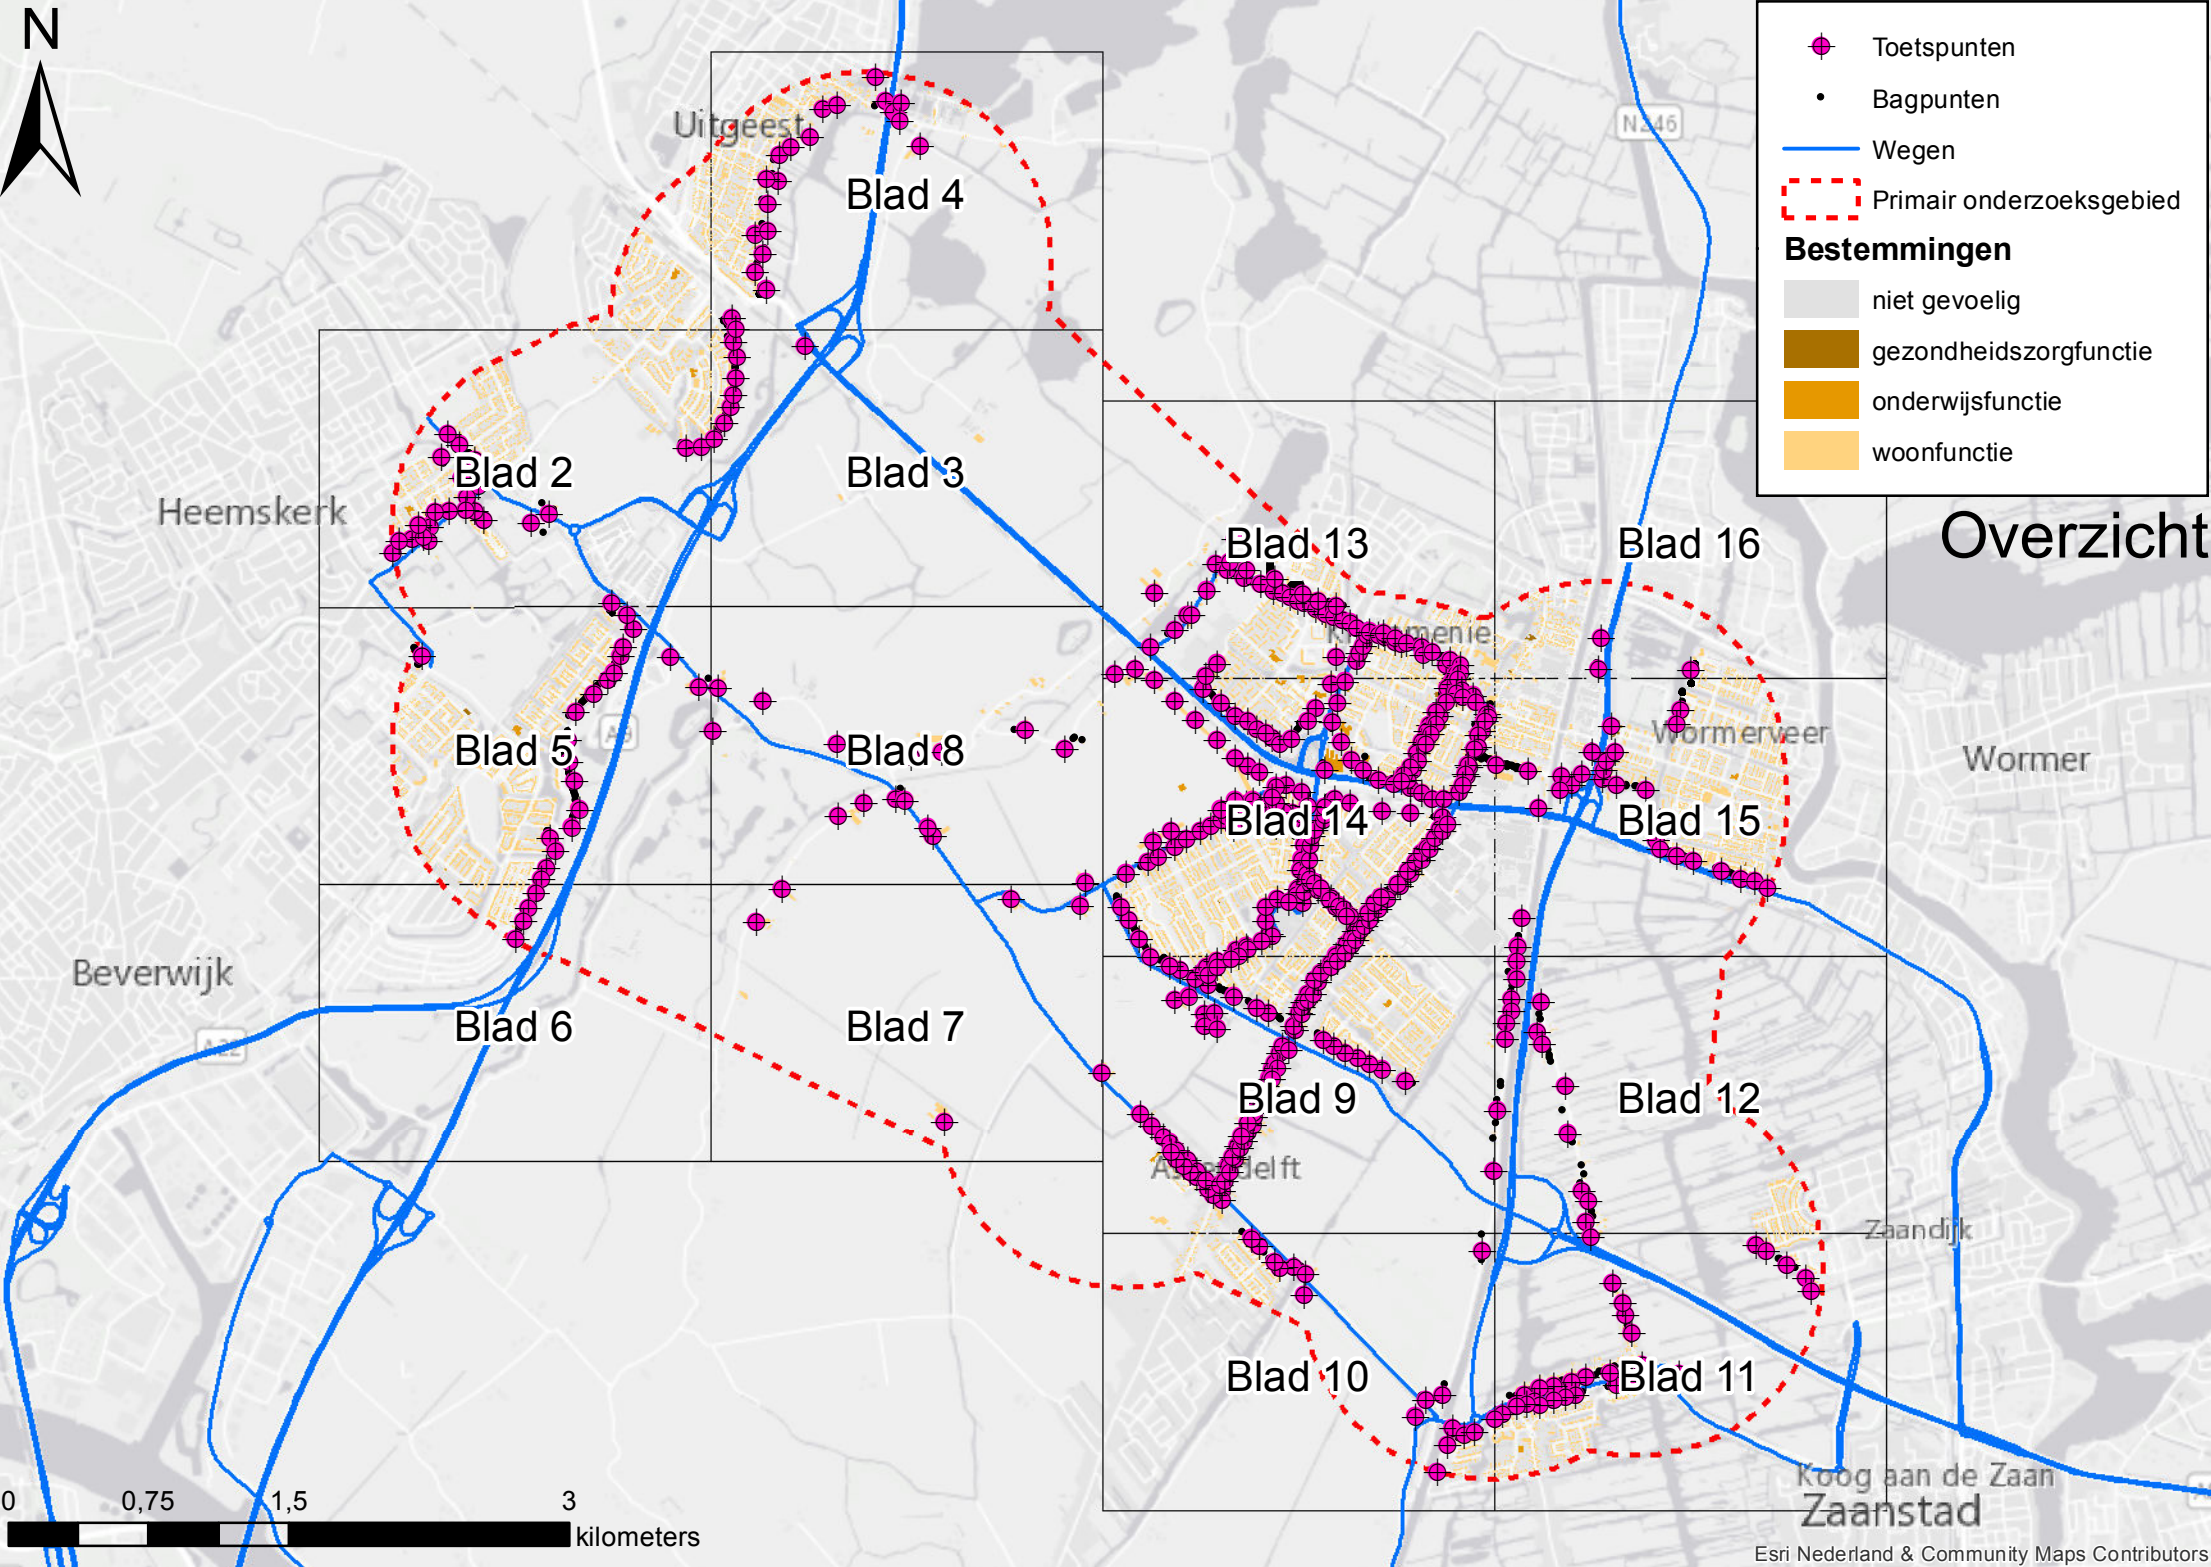 N
Toetspunten
Bagpunten
Wegen
Primair onderzoeksgebied
Bestemmingen
niet gevoelig
gezondheidszorgfunctie
onderwijsfunctie
woonfunctie
Overzicht
N246
Uitgeest
Blad 4
Blad 2
Blad 3
Heemskerk
Blad 13
Blad 16
Wormerveer
Wormer
A9
Blad 5
Blad 8
Blad 14
Blad 15
Beverwijk
A22
Blad 6
Blad 7
Blad 9
Blad 12
Zaandijk
Blad 10
Blad 11
Koog aan de Zaan
Zaanstad
0 0,75 1,5 3
kilometers
Esri Nederland & Community Maps Contributors